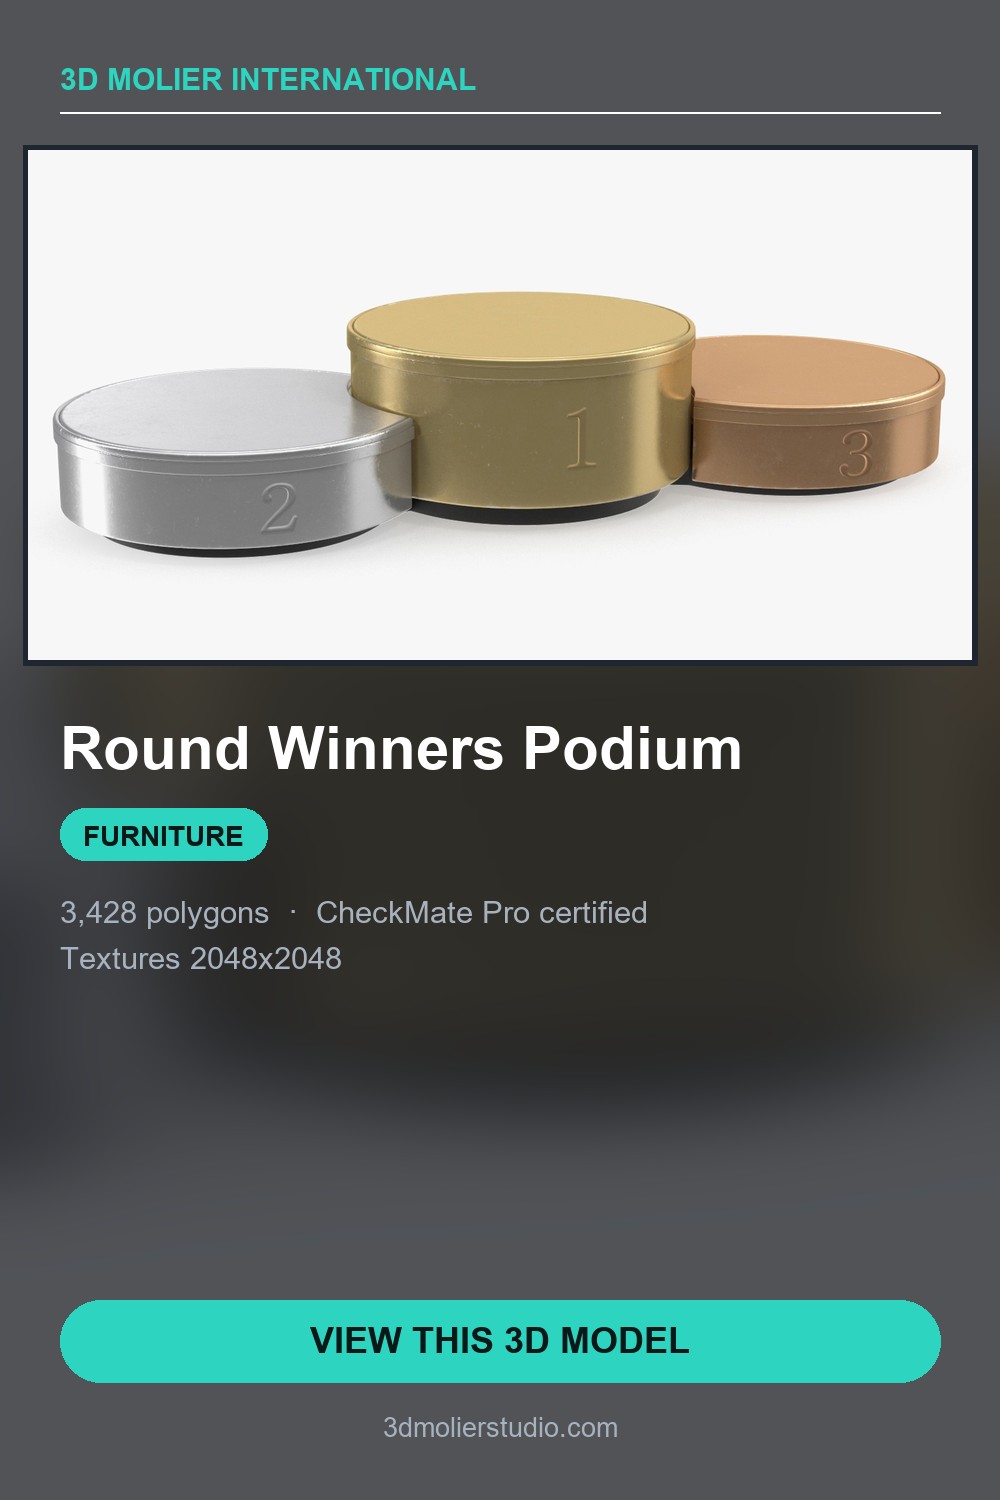 3D MOLIER INTERNATIONAL
1
2
3
Round Winners Podium
FURNITURE
3,428 polygons · CheckMate Pro certified
Textures 2048x2048
VIEW THIS 3D MODEL
3dmolierstudio.com